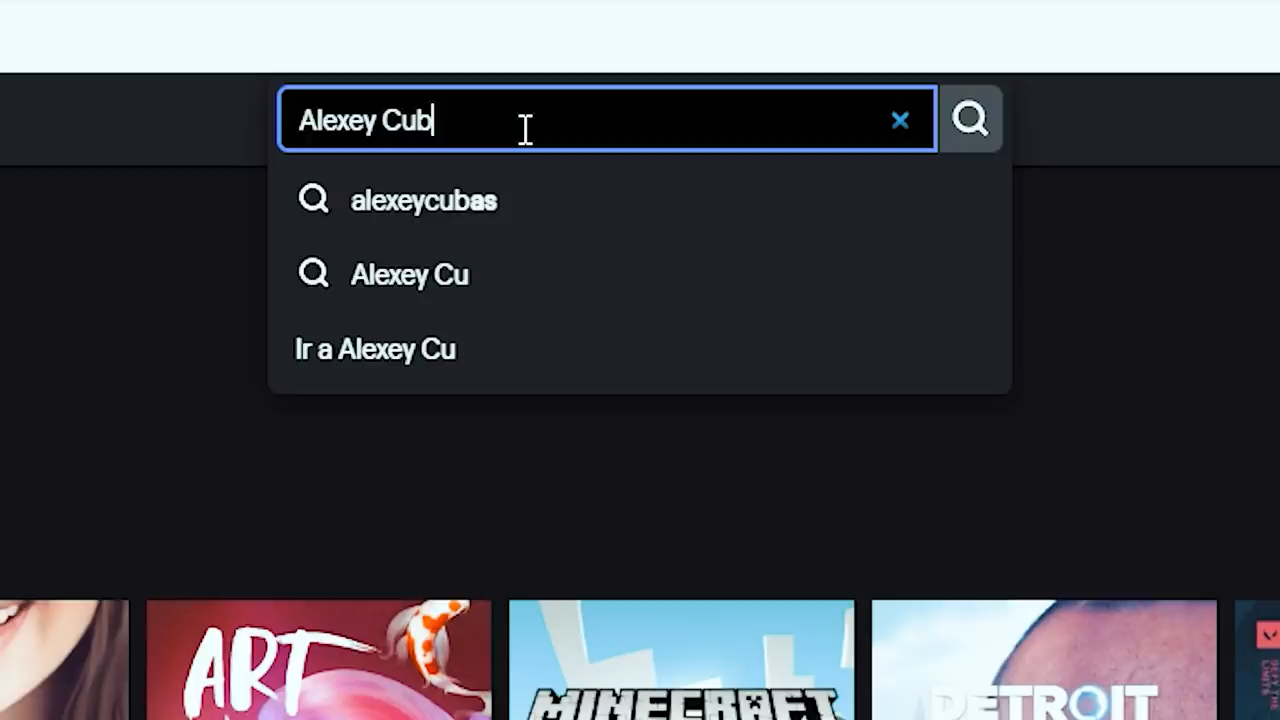 Alexey Cub
alexeycubas
Alexey Cu
Ir a Alexey Cu
ART
MINECRAFT
DETROIT